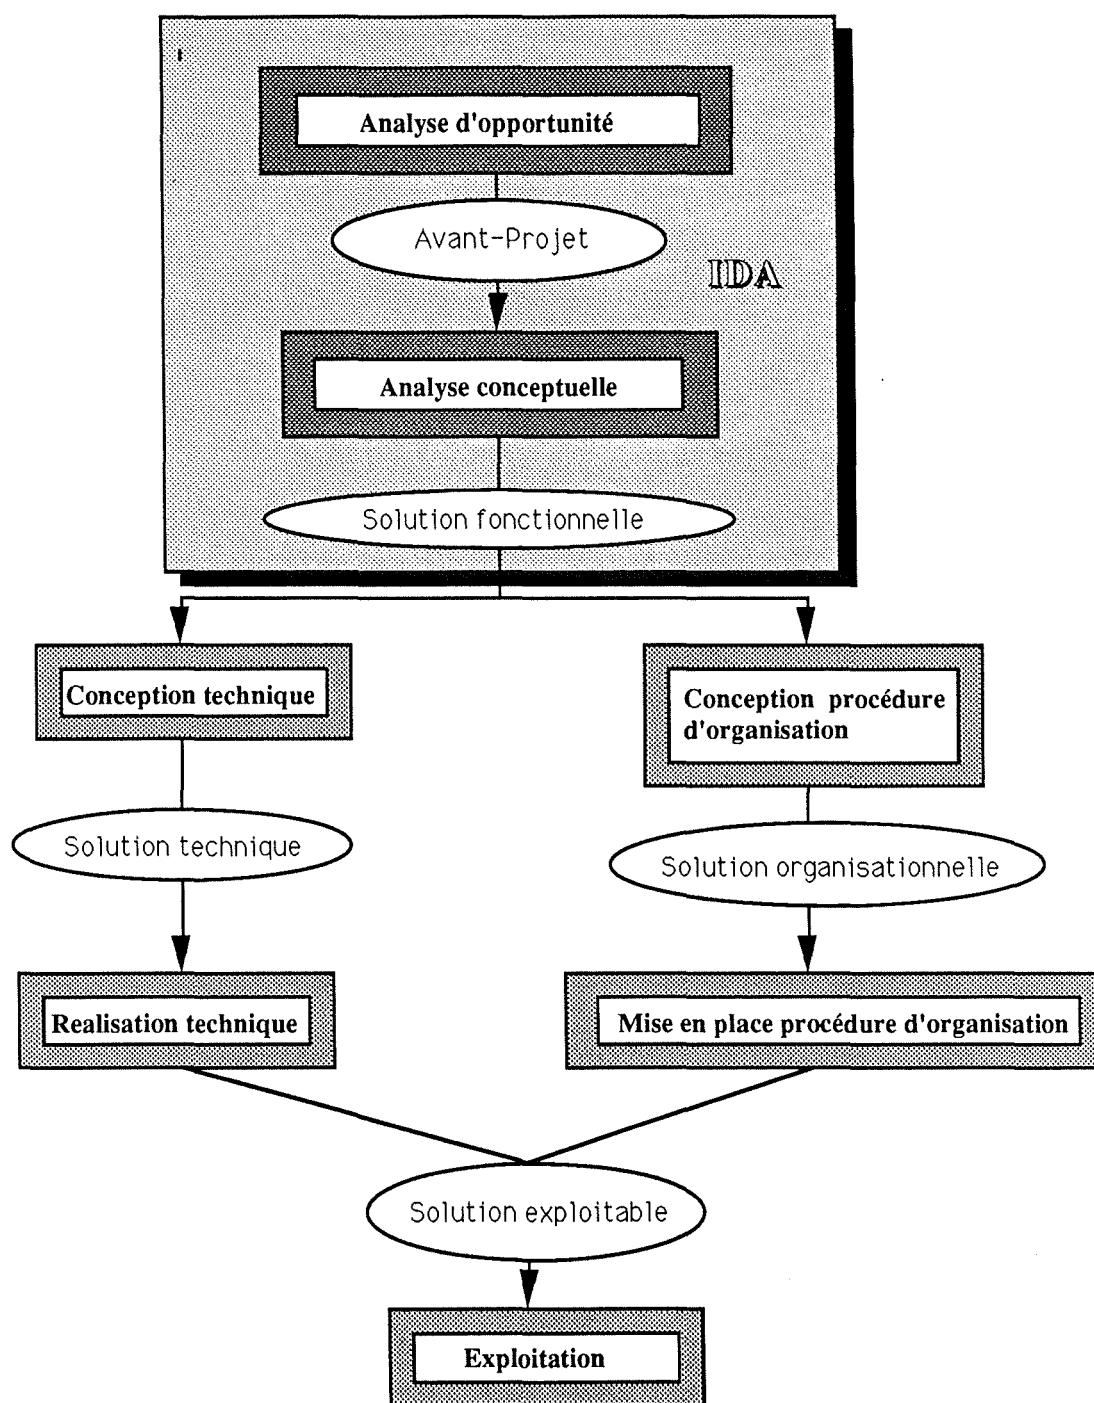 Analyse d'opportunité
Avant-Projet
IDA
Analyse conceptuelle
Solution fonctionnelle
Conception technique
Conception procédure
d'organisation
Solution technique
Solution organisationnelle
Realisation technique
Mise en place procédure d'organisation
Solution exploitable
Exploitation